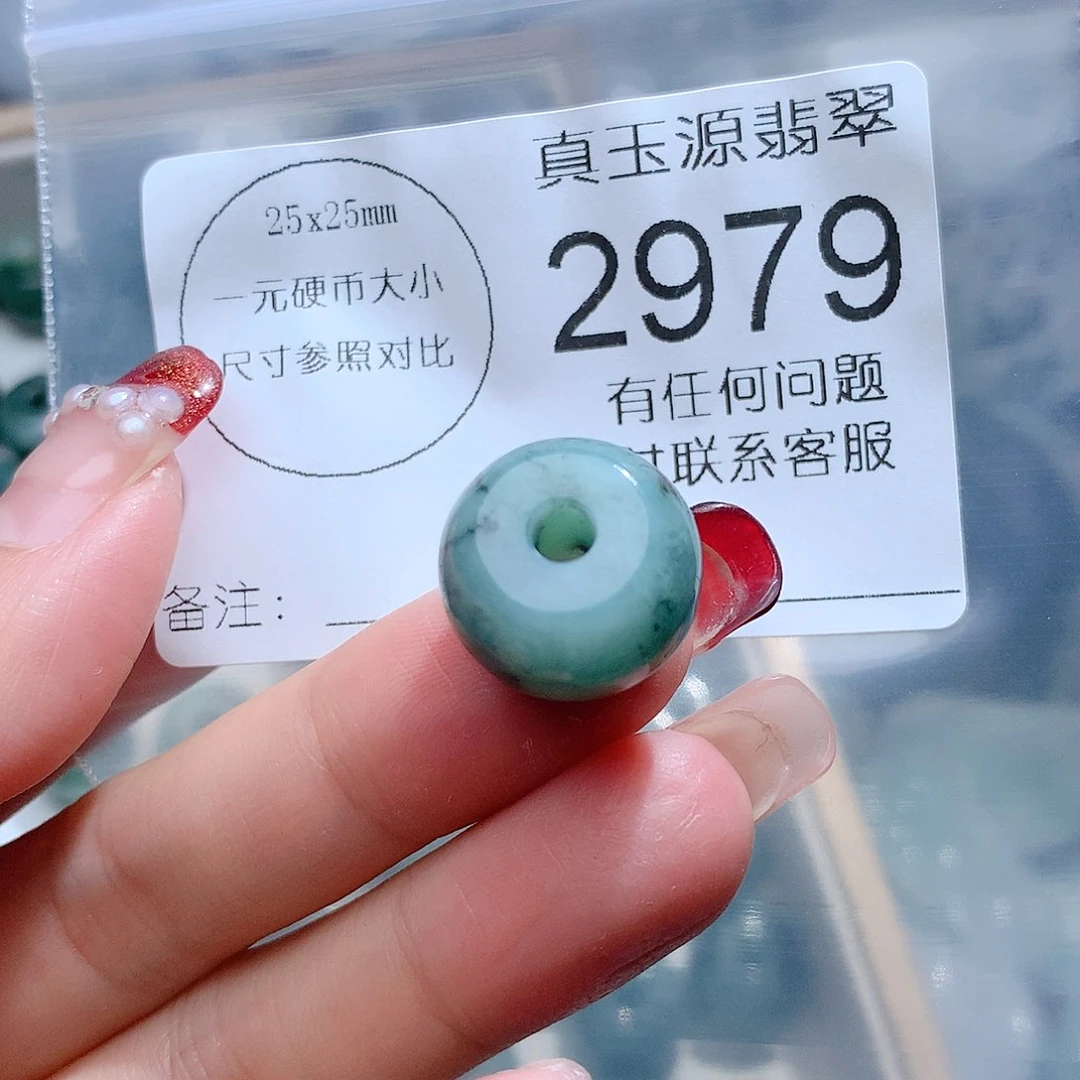 真玉源翡翠
25x25mm
2979
一元硬币大小
尺寸参照对比
有任何问题
联系客服
备注：